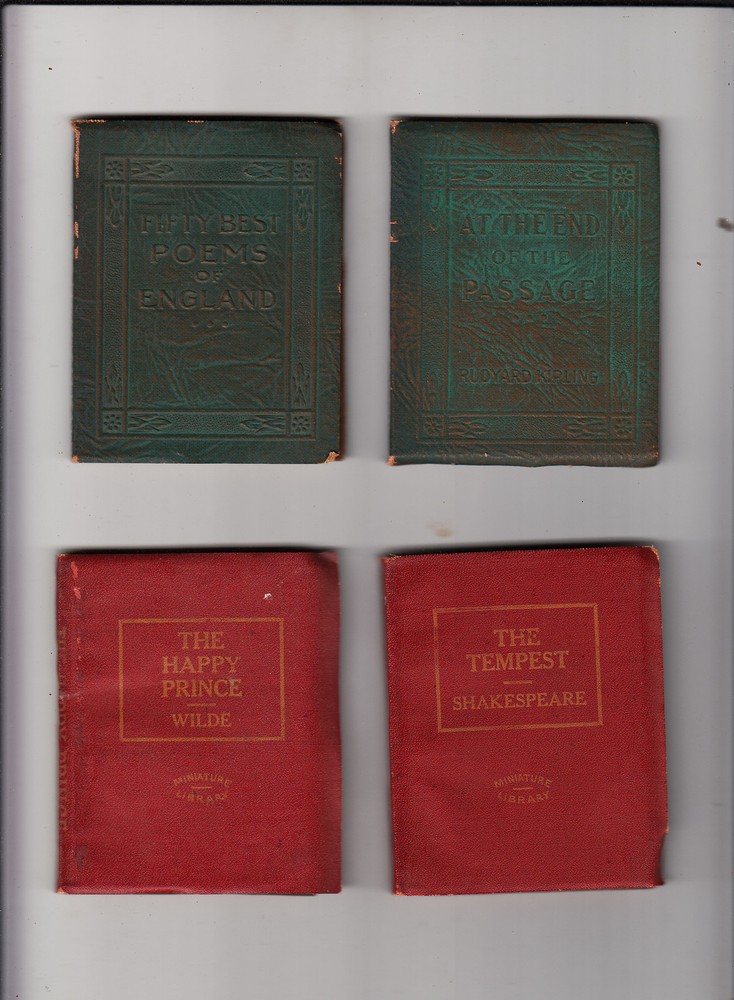 FIFTY BEST
POEMS
OF
ENGLAND
AT THE END
OF THE
PASSAGE
RUDYARD KIPLING
THE
HAPPY
PRINCE
WILDE
MINIATURE
LIBRARY
THE
TEMPEST
SHAKESPEARE
MINIATURE
LIBRARY